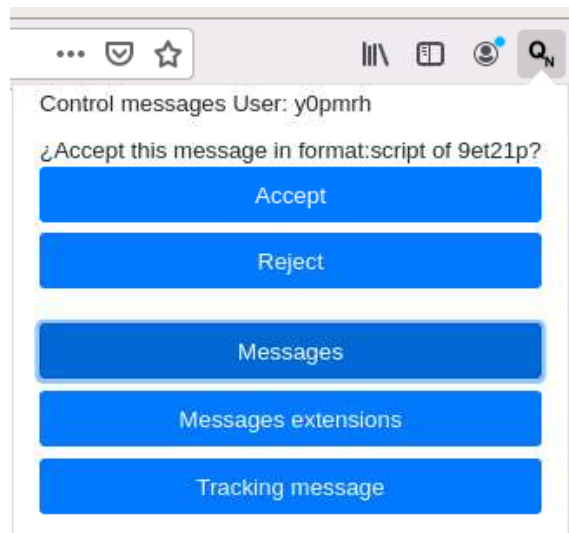 Q N
Control messages User: y0pmrh
¿Accept this message in format:script of 9et21p?
Accept
Reject
Messages
Messages extensions
Tracking message